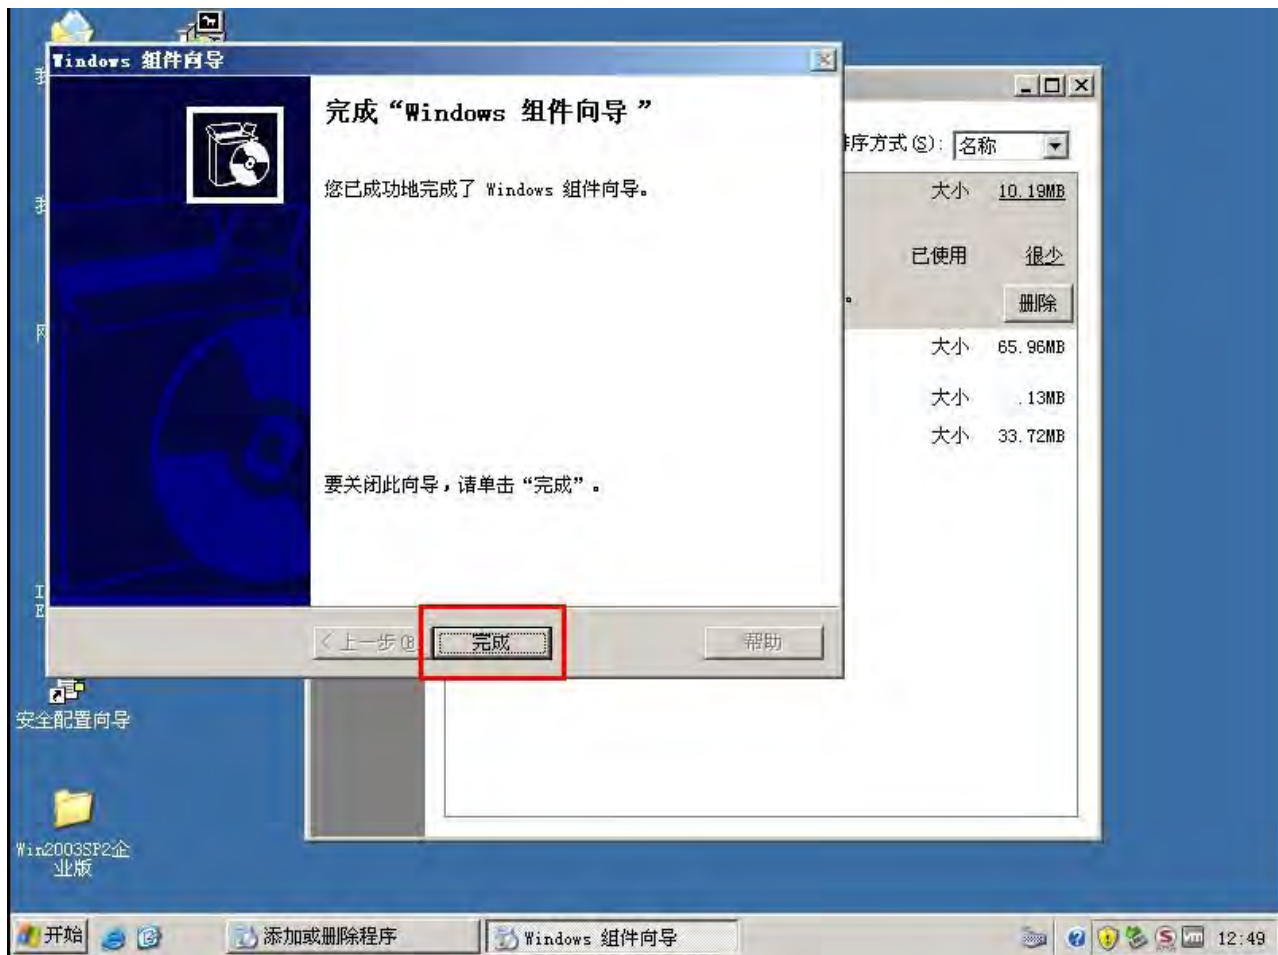 Windows 组件向导
完成“Windows 组件向导 ”
您已成功地完成了 Windows 组件向导。
要关闭此向导，请单击“完成”。
< 上一步(B
完成
帮助
序方式(S): 名称
大小 10.19MB
已使用 很少
。
删除
大小 65.96MB
大小 .13MB
大小 33.72MB
安全配置向导
Win2003SP2企
业版
开始
添加或删除程序
Windows 组件向导
12:49